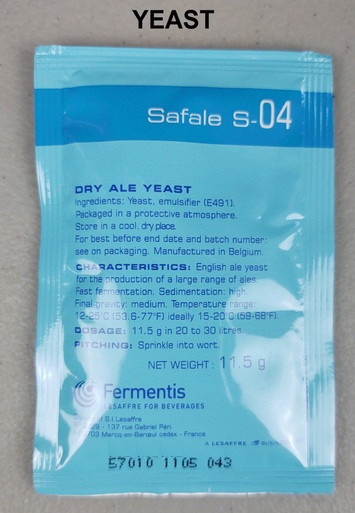 YEAST
Safale S-04
DRY ALE YEAST
Ingredients: Yeast, emulsifier (E491).
Packaged in a protective atmosphere.
Store in a cool, dry place.
For best before end date and batch number:
see on packaging. Manufactured in Belgium.
CHARACTERISTICS: English ale yeast
for the production of a large range of ales.
Fast fermentation. Sedimentation: high.
Final gravity: medium. Temperature range:
12-25°C (53.6-77°F) ideally 15-20°C (59-68°F).
DOSAGE: 11.5 g in 20 to 30 litres.
PITCHING: Sprinkle into wort.
NET WEIGHT: 11.5 g
Fermentis
LESAFFRE FOR BEVERAGES
S.I. Lesaffre
137 rue Gabriel Péri
Marcq-en-Barœul cedex - France
A LESAFFRE
57010 1105 043